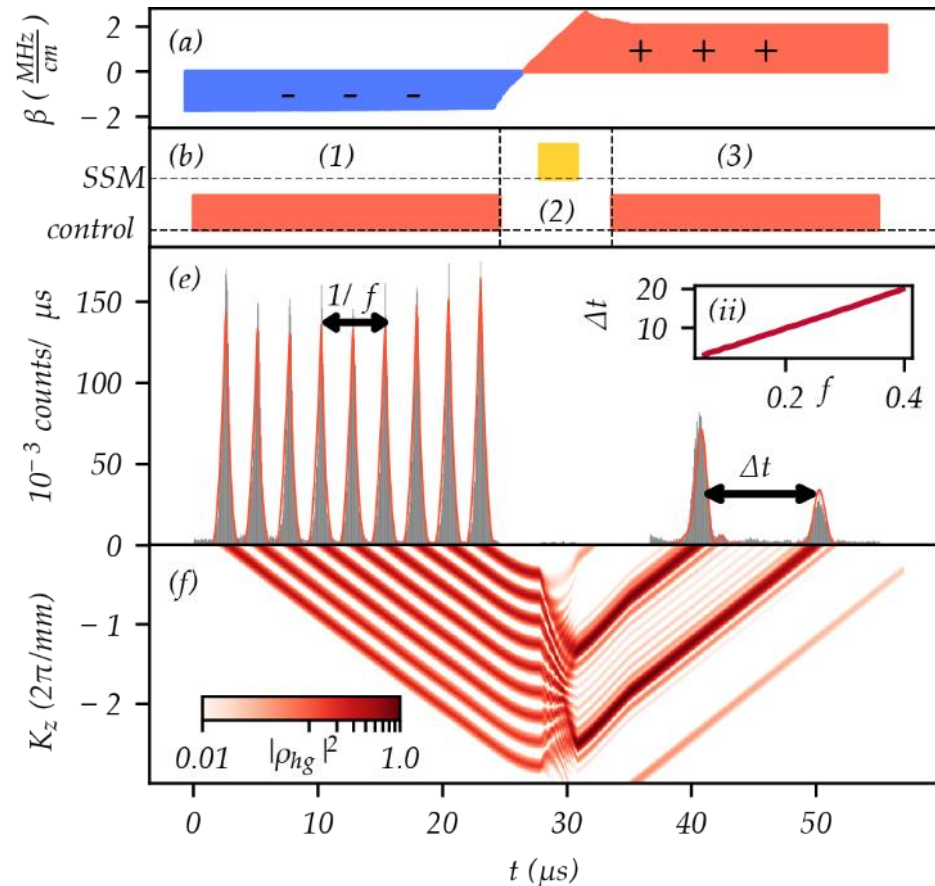 (a)
β (MHz/cm)
2
0
−2
+ + +
- - -
(b)
(1)
(3)
SSM
(2)
control
(e)
10⁻³ counts/ μs
150
100
50
0
1/ f
Δt
(ii)
Δt
20
10
0.2 f 0.4
(f)
K_z (2π/mm)
−1
−2
0.01 |ρ_hg|² 1.0
0 10 20 30 40 50
t (μs)